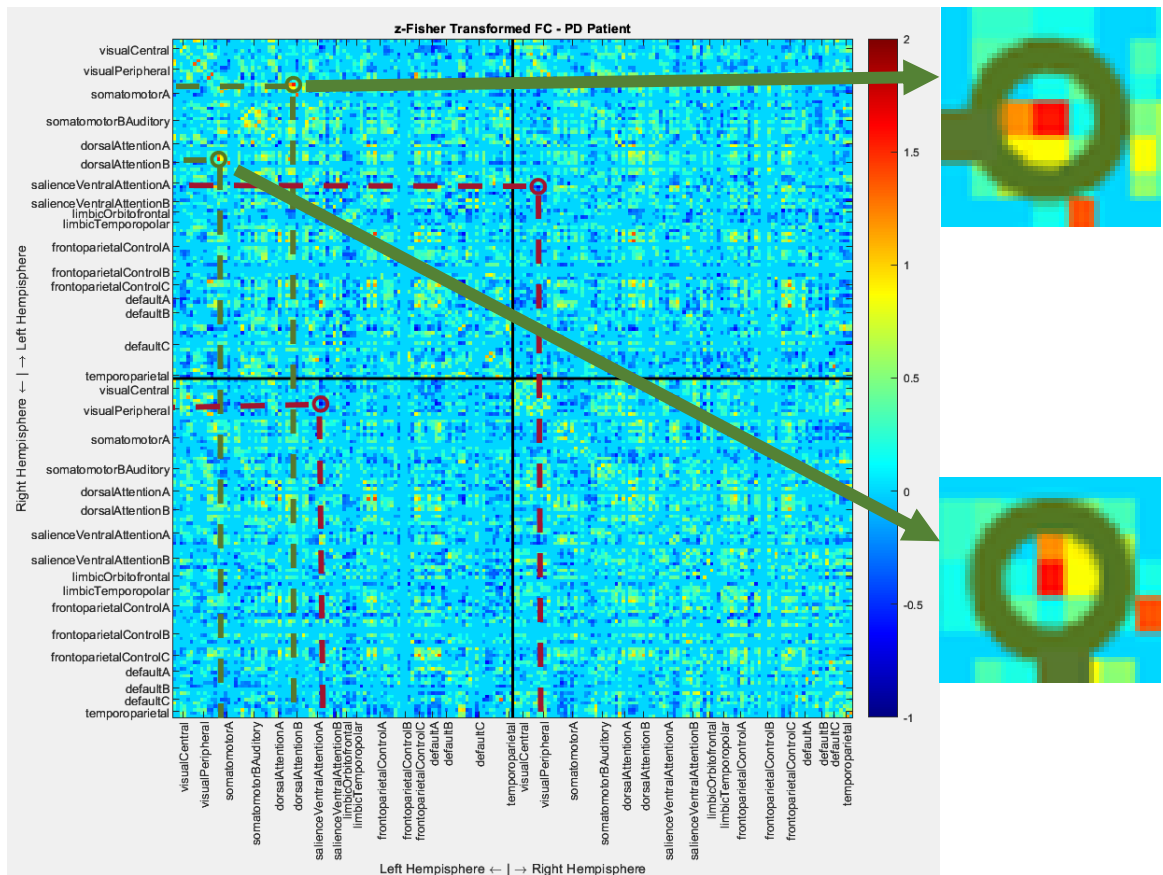 z-Fisher Transformed FC - PD Patient
visualCentral
visualPeripheral
somatomotorA
somatomotorBAuditory
dorsalAttentionA
dorsalAttentionB
salienceVentralAttentionA
salienceVentralAttentionB
limbicOrbitofrontal
limbicTemporopolar
frontoparietalControlA
frontoparietalControlB
frontoparietalControlC
defaultA
defaultB
defaultC
temporoparietal
visualCentral
visualPeripheral
somatomotorA
somatomotorBAuditory
dorsalAttentionA
dorsalAttentionB
salienceVentralAttentionA
salienceVentralAttentionB
limbicOrbitofrontal
limbicTemporopolar
frontoparietalControlA
frontoparietalControlB
frontoparietalControlC
defaultA
defaultB
defaultC
temporoparietal
Right Hempisphere ← | → Left Hempisphere
2
1.5
1
0.5
0
-0.5
-1
visualCentral
visualPeripheral
somatomotorA
somatomotorBAuditory
dorsalAttentionA
dorsalAttentionB
salienceVentralAttentionA
salienceVentralAttentionB
limbicOrbitofrontal
limbicTemporopolar
frontoparietalControlA
frontoparietalControlB
frontoparietalControlC
defaultA
defaultB
defaultC
temporoparietal
visualCentral
visualPeripheral
somatomotorA
somatomotorBAuditory
dorsalAttentionA
dorsalAttentionB
salienceVentralAttentionA
salienceVentralAttentionB
limbicOrbitofrontal
limbicTemporopolar
frontoparietalControlA
frontoparietalControlB
frontoparietalControlC
defaultA
defaultB
defaultC
temporoparietal
Left Hempisphere ← | → Right Hemisphere